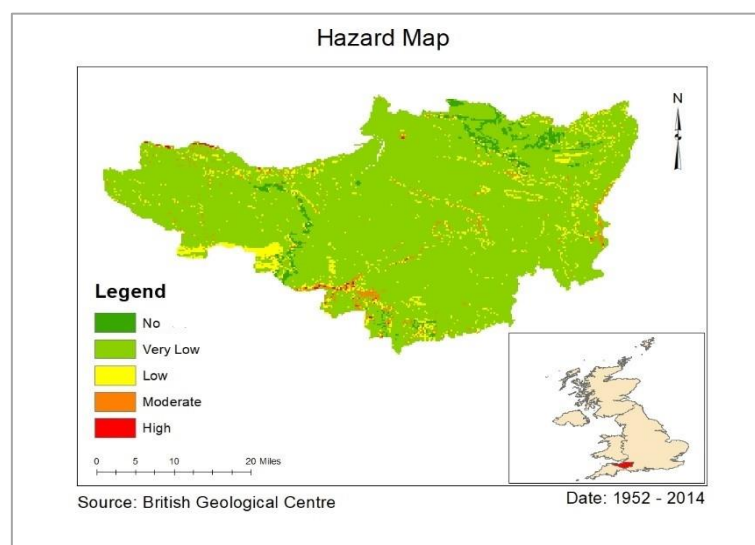 Hazard Map
N
Legend
No
Very Low
Low
Moderate
High
0 5 10 20 Miles
Source: British Geological Centre
Date: 1952 - 2014